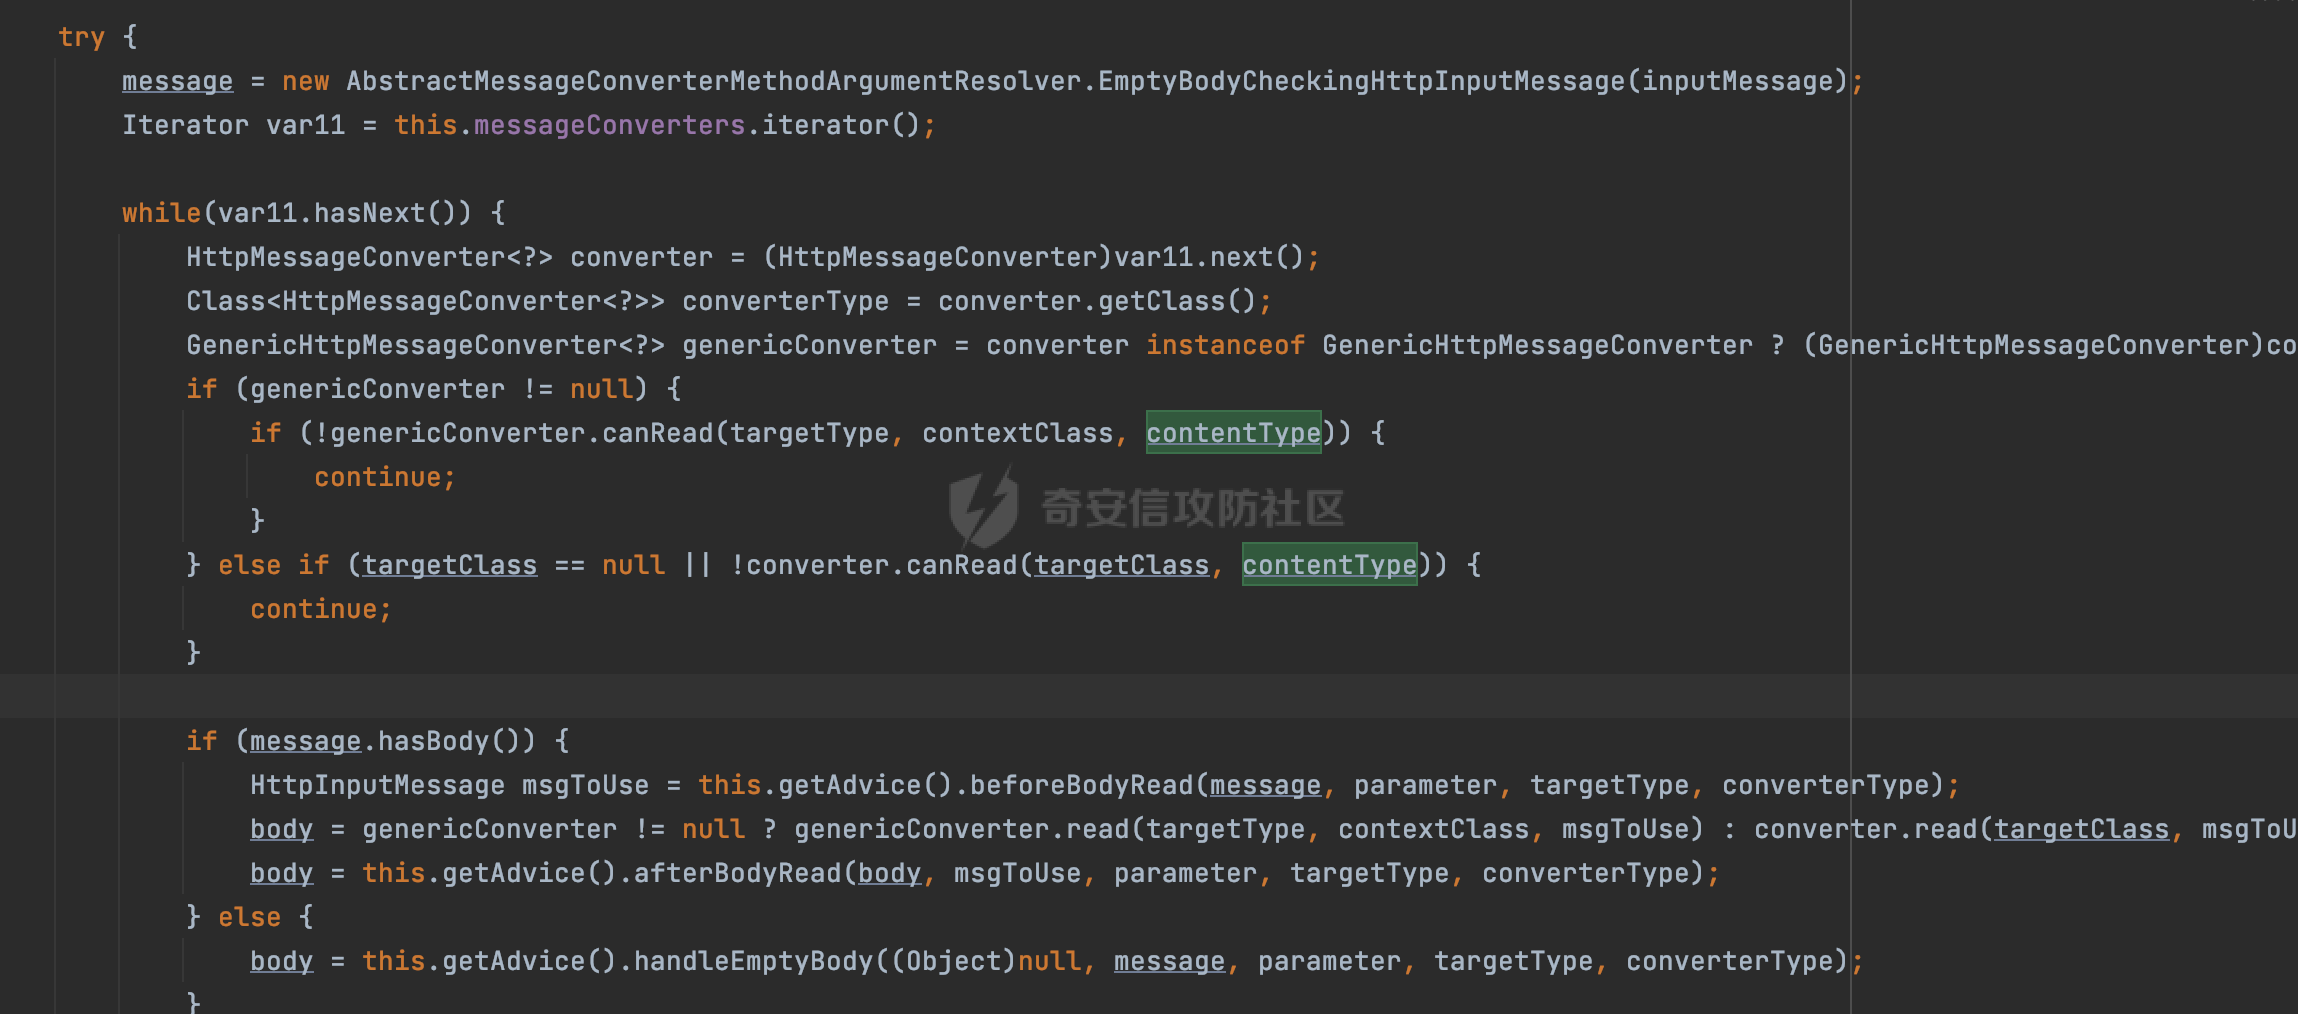 try {
message = new AbstractMessageConverterMethodArgumentResolver.EmptyBodyCheckingHttpInputMessage(inputMessage);
Iterator var11 = this.messageConverters.iterator();
while(var11.hasNext()) {
HttpMessageConverter<?> converter = (HttpMessageConverter)var11.next();
Class<HttpMessageConverter<?>> converterType = converter.getClass();
GenericHttpMessageConverter<?> genericConverter = converter instanceof GenericHttpMessageConverter ? (GenericHttpMessageConverter)co
if (genericConverter != null) {
if (!genericConverter.canRead(targetType, contextClass, contentType)) {
continue;
}
奇安信攻防社区
} else if (targetClass == null || !converter.canRead(targetClass, contentType)) {
continue;
}
if (message.hasBody()) {
HttpInputMessage msgToUse = this.getAdvice().beforeBodyRead(message, parameter, targetType, converterType);
body = genericConverter != null ? genericConverter.read(targetType, contextClass, msgToUse) : converter.read(targetClass, msgToU
body = this.getAdvice().afterBodyRead(body, msgToUse, parameter, targetType, converterType);
} else {
body = this.getAdvice().handleEmptyBody((Object)null, message, parameter, targetType, converterType);
}